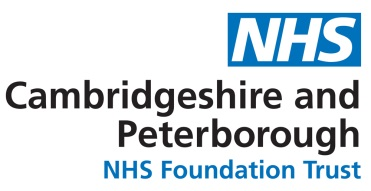 NHS
Cambridgeshire and
Peterborough
NHS Foundation Trust